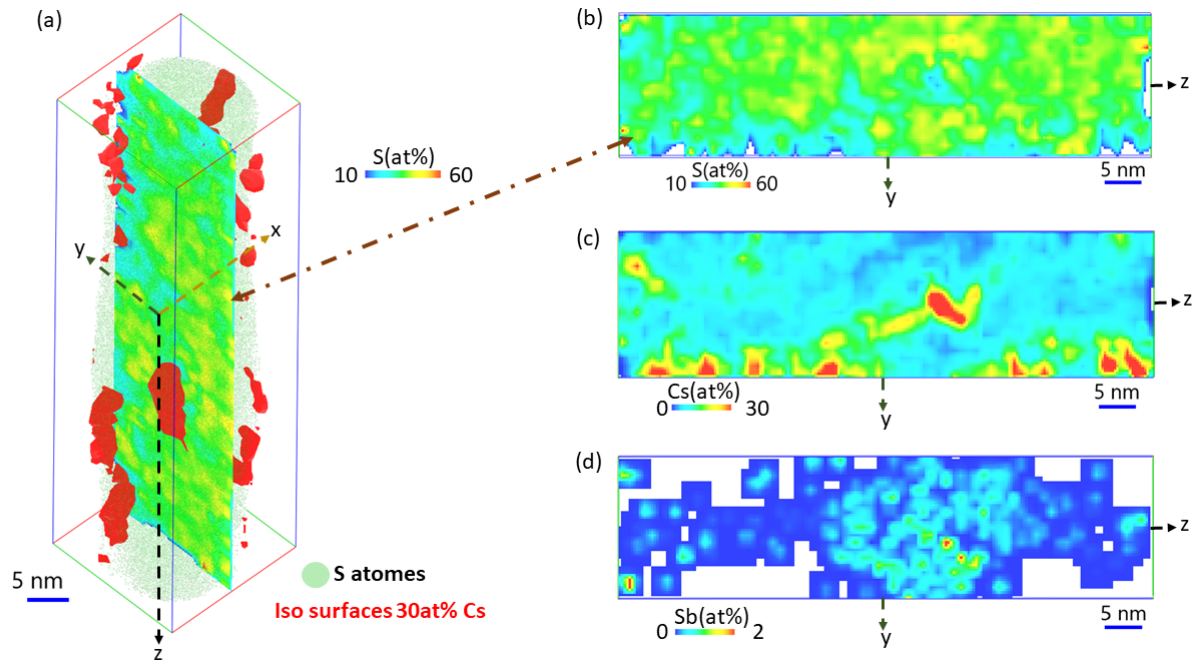 (a)
S(at%)
10 60
y
x
5 nm
z
S atomes
Iso surfaces 30at% Cs
(b)
z
S(at%)
10 60
y
5 nm
(c)
z
Cs(at%)
0 30
y
5 nm
(d)
z
Sb(at%)
0 2
y
5 nm